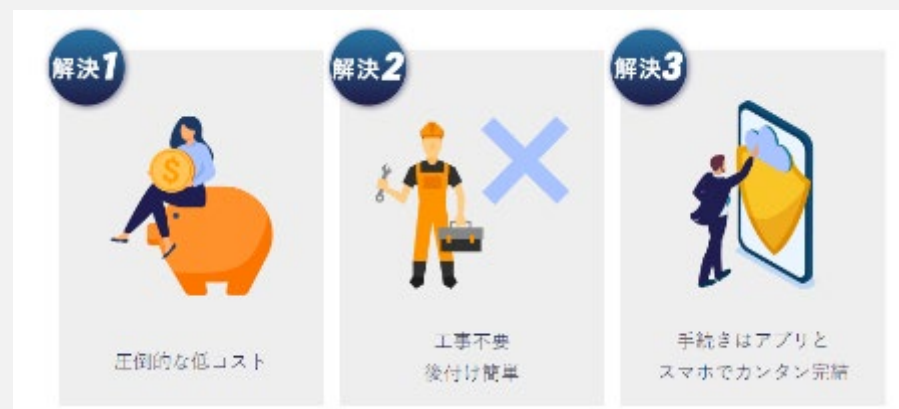 解決1
圧倒的な低コスト
解決2
工事不要
後付け簡単
解決3
手続きはアプリと
スマホでカンタン完結
$